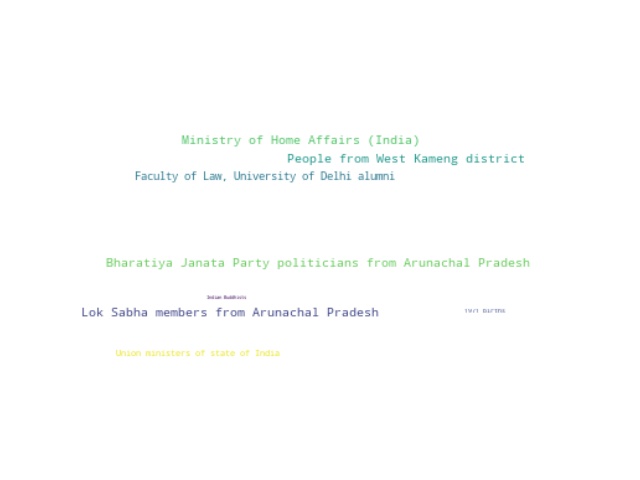 Ministry of Home Affairs (India)
People from West Kameng district
Faculty of Law, University of Delhi alumni
Bharatiya Janata Party politicians from Arunachal Pradesh
Indian Buddhists
Lok Sabha members from Arunachal Pradesh
births
Union ministers of state of India